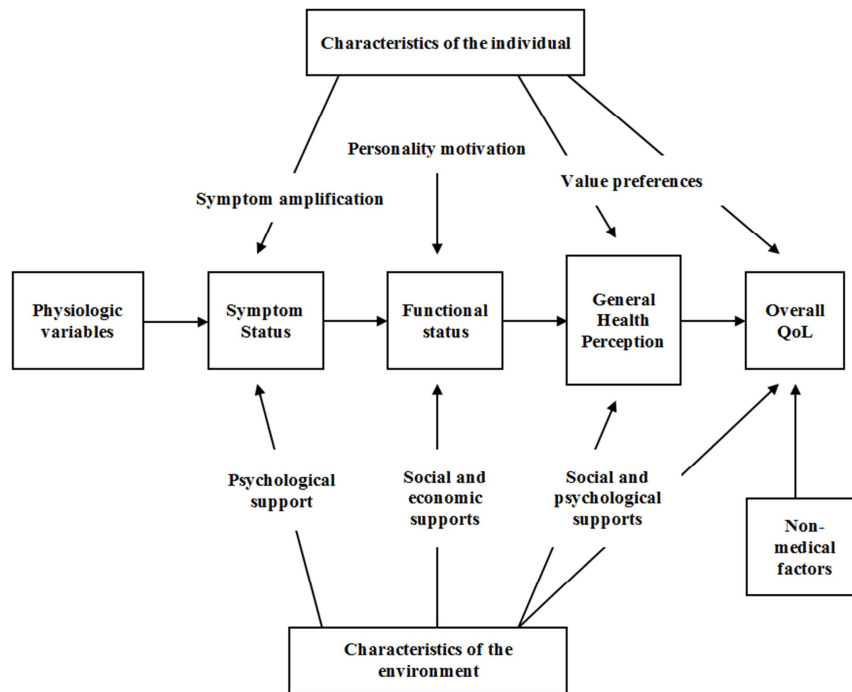 Characteristics of the individual
Personality motivation
Symptom amplification
Value preferences
Physiologic
variables
Symptom
Status
Functional
status
General
Health
Perception
Overall
QoL
Psychological
support
Social and
economic
supports
Social and
psychological
supports
Non-
medical
factors
Characteristics of the
environment